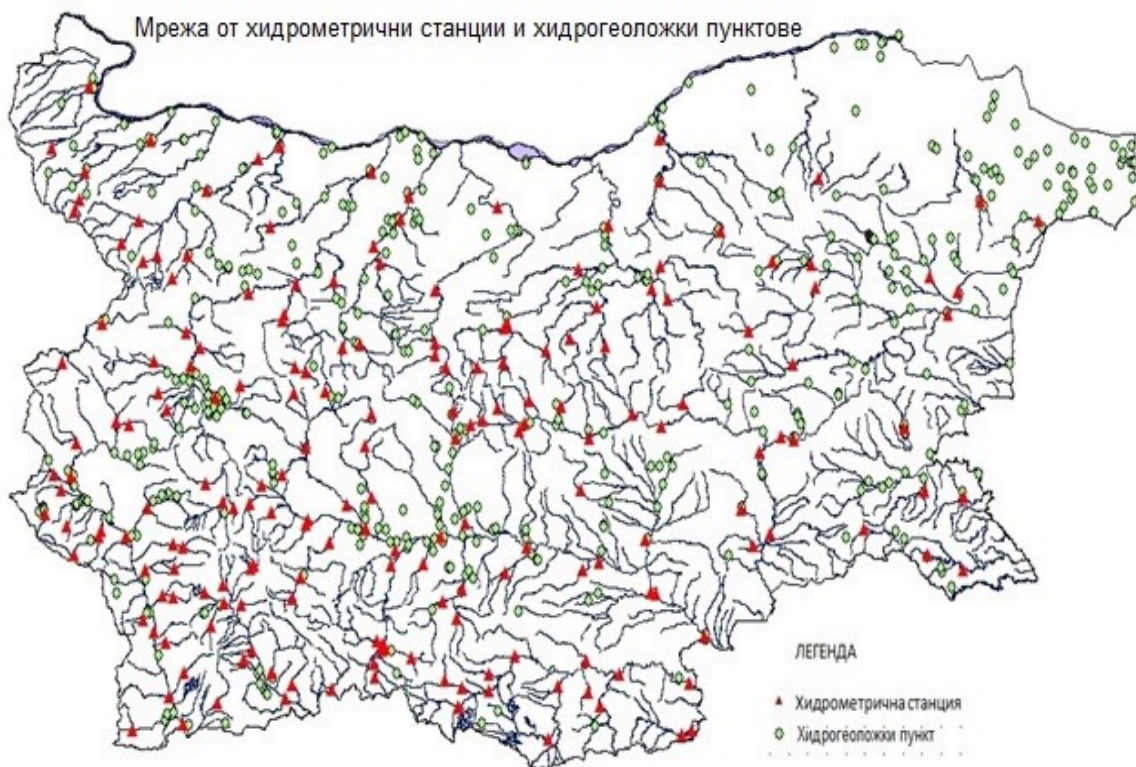 Мрежа от хидрометрични станции и хидрогеоложки пунктове
ЛЕГЕНДА
Хидрометрична станция
Хидрогеоложки пункт